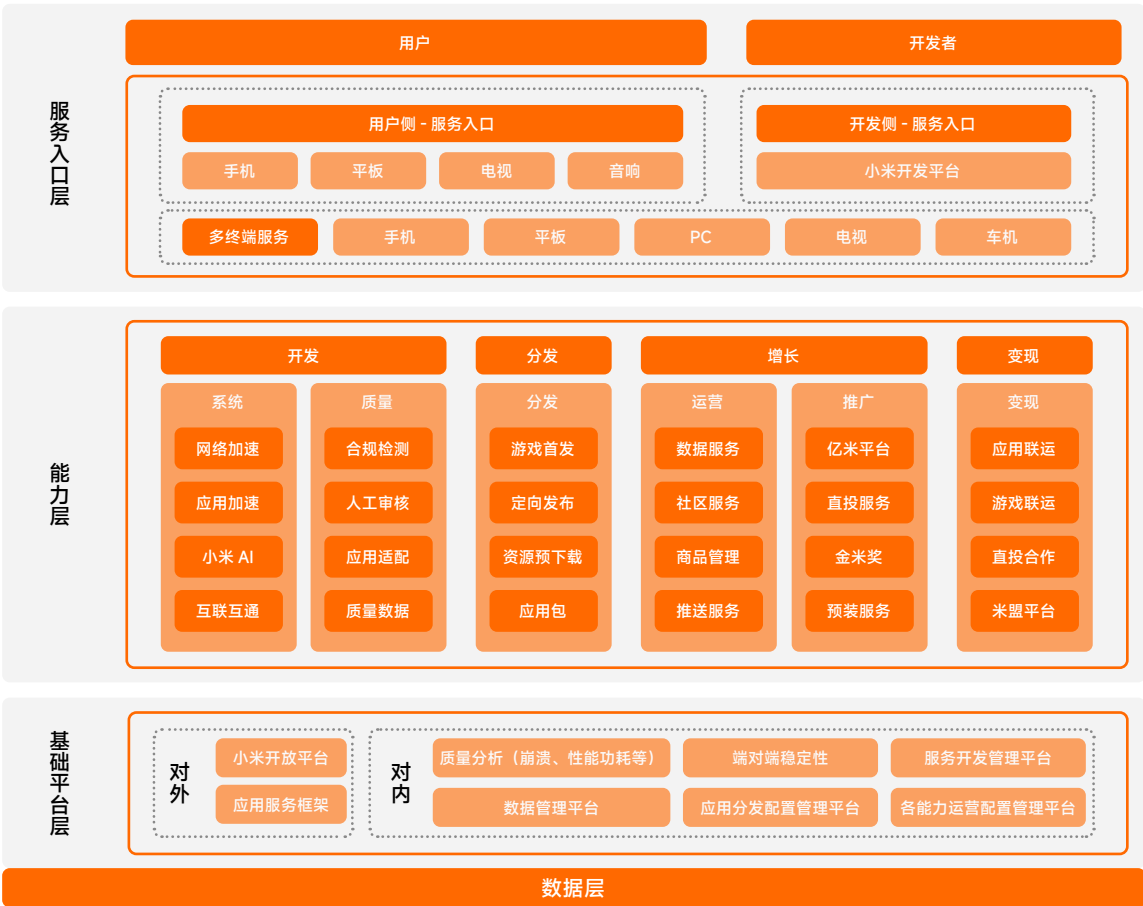 用户
开发者
服务入口层
用户侧 - 服务入口
开发侧 - 服务入口
手机
平板
电视
音响
小米开发平台
多终端服务
手机
平板
PC
电视
车机
能力层
开发
分发
增长
变现
系统
质量
分发
运营
推广
变现
网络加速
合规检测
游戏首发
数据服务
亿米平台
应用联运
应用加速
人工审核
定向发布
社区服务
直投服务
游戏联运
小米 AI
应用适配
资源预下载
商品管理
金米奖
直投合作
互联互通
质量数据
应用包
推送服务
预装服务
米盟平台
基础平台层
对外
小米开放平台
应用服务框架
对内
质量分析（崩溃、性能功耗等）
端对端稳定性
服务开发管理平台
数据管理平台
应用分发配置管理平台
各能力运营配置管理平台
数据层